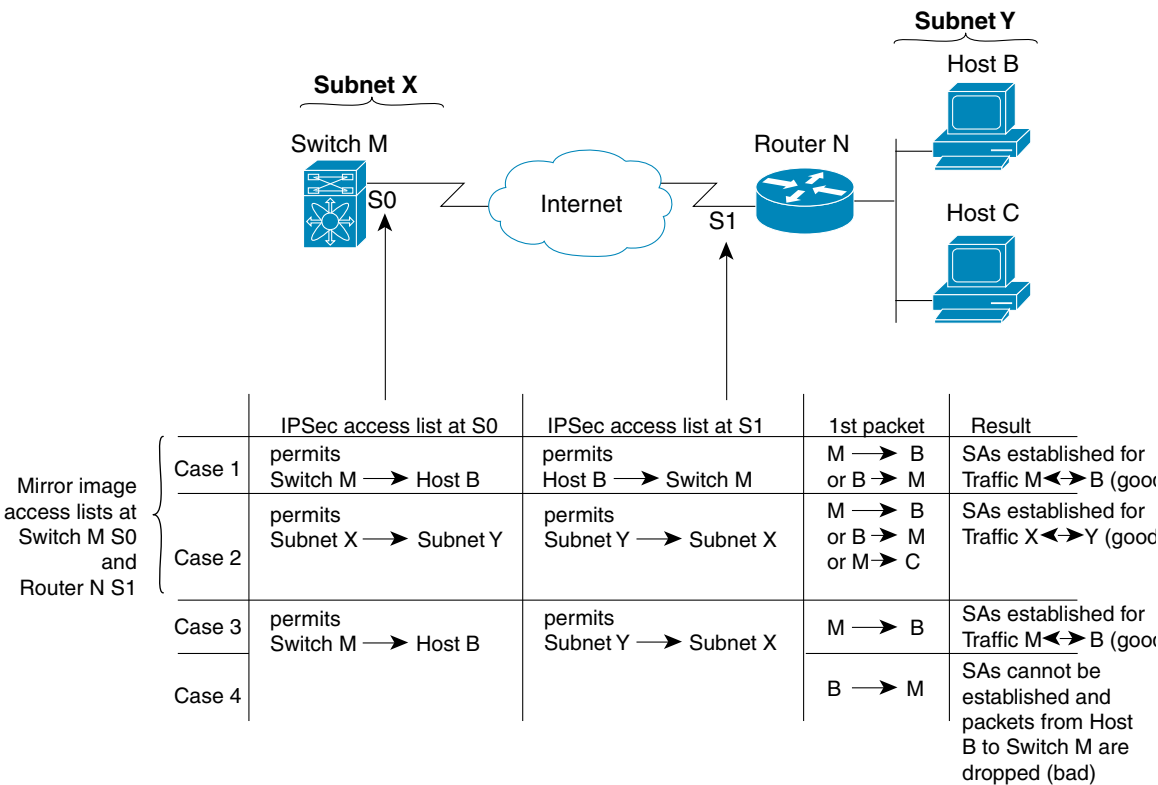 Subnet Y
Host B
Subnet X
Switch M
Router N
S0
Internet
S1
Host C
IPSec access list at S0
IPSec access list at S1
1st packet
Result
Mirror image
access lists at
Switch M S0
and
Router N S1
Case 1
permits
Switch M → Host B
permits
Host B → Switch M
M → B
or B → M
SAs established for
Traffic M ↔ B (good
Case 2
permits
Subnet X → Subnet Y
permits
Subnet Y → Subnet X
M → B
or B → M
or M → C
SAs established for
Traffic X ↔ Y (good
Case 3
permits
Switch M → Host B
permits
Subnet Y → Subnet X
M → B
SAs established for
Traffic M ↔ B (good
Case 4
B → M
SAs cannot be
established and
packets from Host
B to Switch M are
dropped (bad)